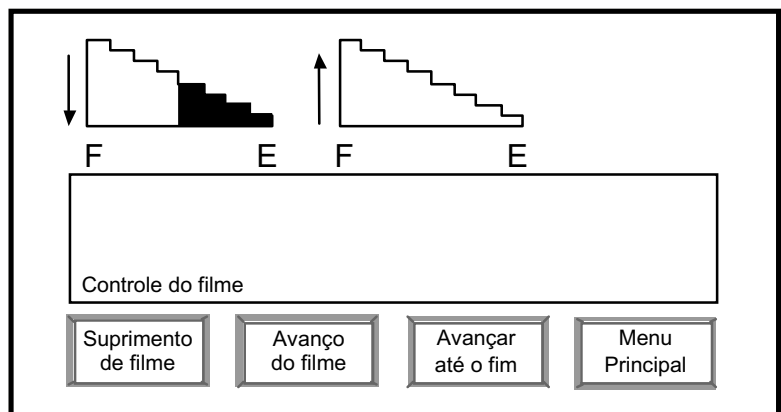 F E F E
Controle do filme
Suprimento
de filme
Avanço
do filme
Avançar
até o fim
Menu
Principal